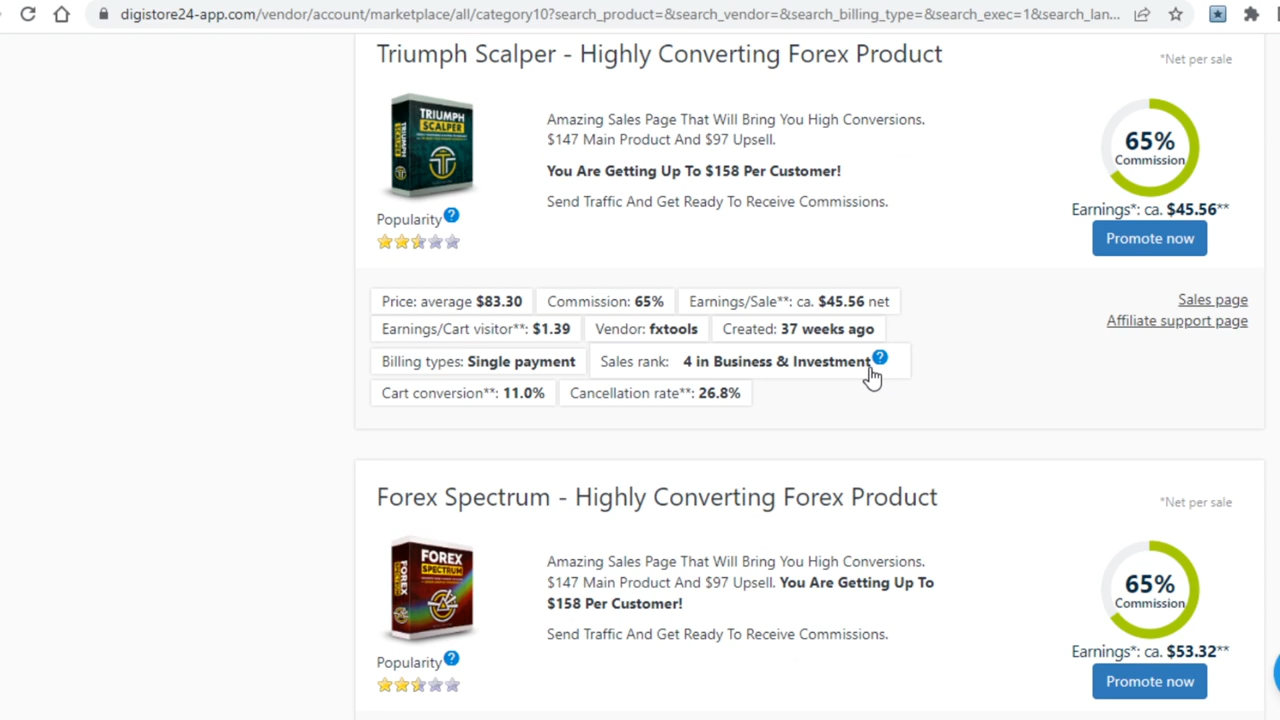 digistore24-app.com/vendor/account/marketplace/all/category10?search_product=&search_vendor=&search_billing_type=&search_exec=1&search_lan...
Triumph Scalper - Highly Converting Forex Product
*Net per sale
TRIUMPH
SCALPER
Amazing Sales Page That Will Bring You High Conversions.
$147 Main Product And $97 Upsell.
You Are Getting Up To $158 Per Customer!
Send Traffic And Get Ready To Receive Commissions.
65%
Commission
Earnings*: ca. $45.56**
Promote now
Popularity ?
Price: average $83.30 Commission: 65% Earnings/Sale**: ca. $45.56 net
Earnings/Cart visitor**: $1.39 Vendor: fxtools Created: 37 weeks ago
Billing types: Single payment Sales rank: 4 in Business & Investment ?
Cart conversion**: 11.0% Cancellation rate**: 26.8%
Sales page
Affiliate support page
Forex Spectrum - Highly Converting Forex Product
*Net per sale
FOREX
SPECTRUM
Amazing Sales Page That Will Bring You High Conversions.
$147 Main Product And $97 Upsell. You Are Getting Up To
$158 Per Customer!
Send Traffic And Get Ready To Receive Commissions.
65%
Commission
Earnings*: ca. $53.32**
Promote now
Popularity ?